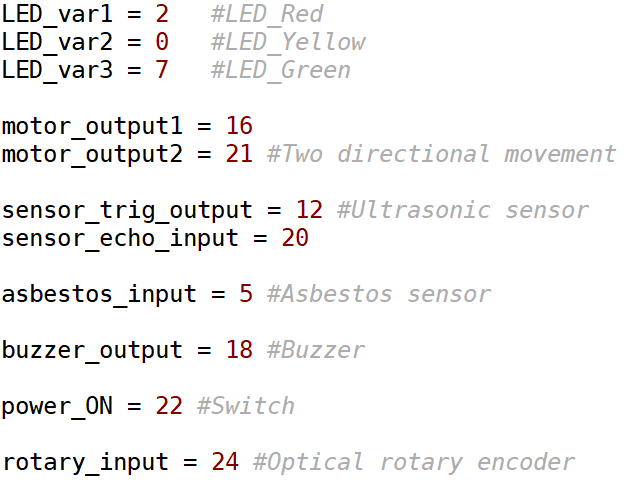 LED_var1 = 2   #LED_Red
LED_var2 = 0   #LED_Yellow
LED_var3 = 7   #LED_Green
motor_output1 = 16
motor_output2 = 21 #Two directional movement
sensor_trig_output = 12 #Ultrasonic sensor
sensor_echo_input = 20
asbestos_input = 5 #Asbestos sensor
buzzer_output = 18 #Buzzer
power_ON = 22 #Switch
rotary_input = 24 #Optical rotary encoder